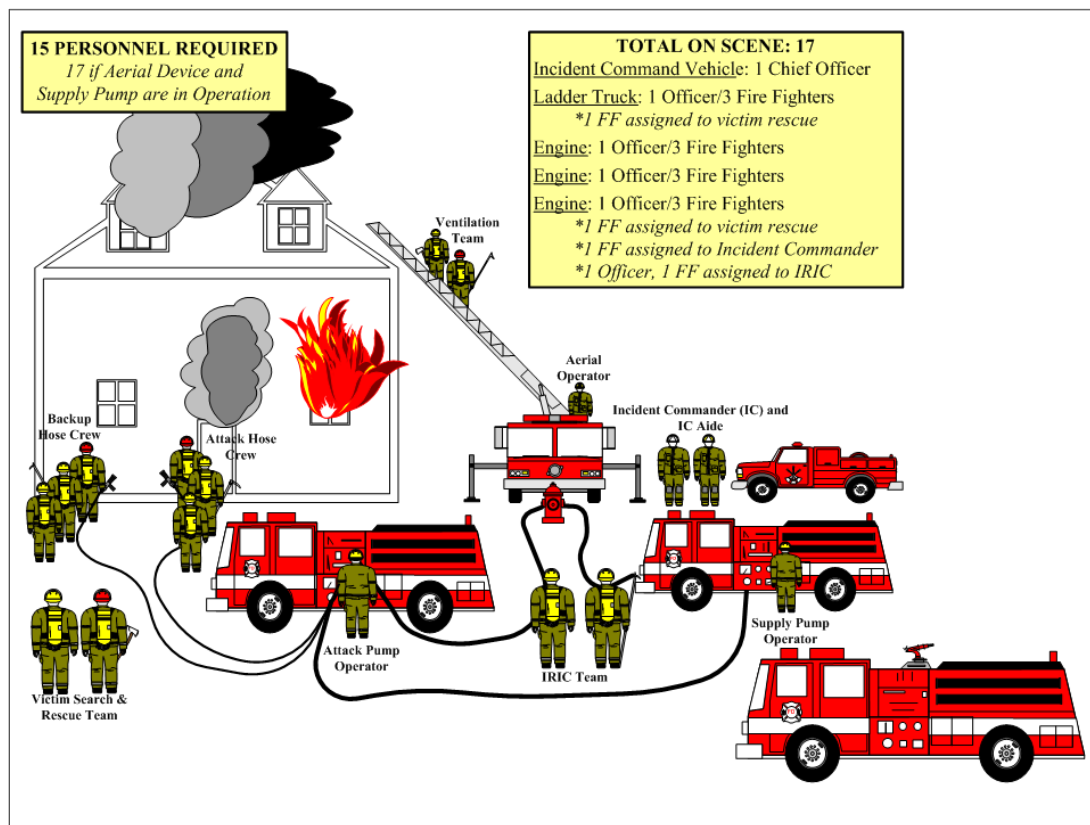 15 PERSONNEL REQUIRED
17 if Aerial Device and
Supply Pump are in Operation
TOTAL ON SCENE: 17
Incident Command Vehicle: 1 Chief Officer
Ladder Truck: 1 Officer/3 Fire Fighters
*1 FF assigned to victim rescue
Engine: 1 Officer/3 Fire Fighters
Engine: 1 Officer/3 Fire Fighters
Engine: 1 Officer/3 Fire Fighters
*1 FF assigned to victim rescue
*1 FF assigned to Incident Commander
*1 Officer, 1 FF assigned to IRIC
Ventilation
Team
Aerial
Operator
Incident Commander (IC) and
IC Aide
Backup
Hose Crew
Attack Hose
Crew
Attack Pump
Operator
IRIC Team
Supply Pump
Operator
Victim Search &
Rescue Team